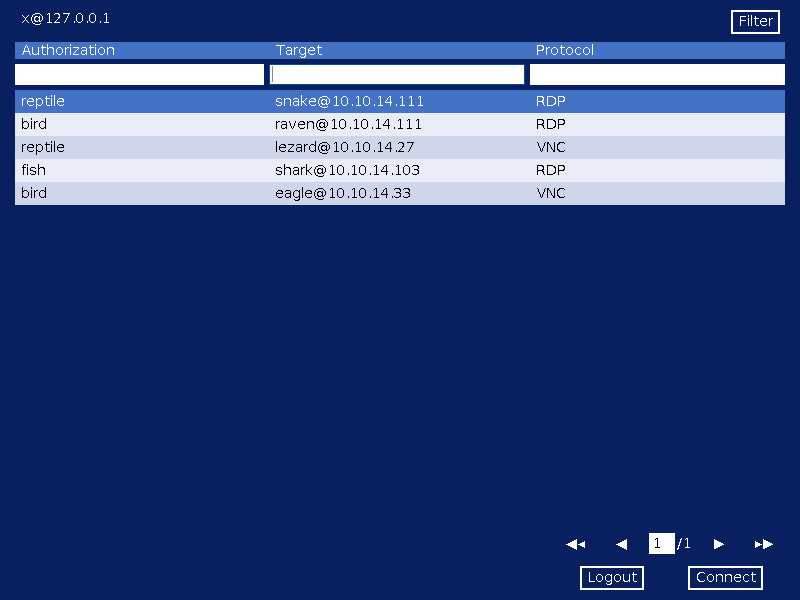 x@127.0.0.1 Filter
Authorization Target Protocol
reptile snake@10.10.14.111 RDP
bird raven@10.10.14.111 RDP
reptile lezard@10.10.14.27 VNC
fish shark@10.10.14.103 RDP
bird eagle@10.10.14.33 VNC
1 /1
Logout Connect